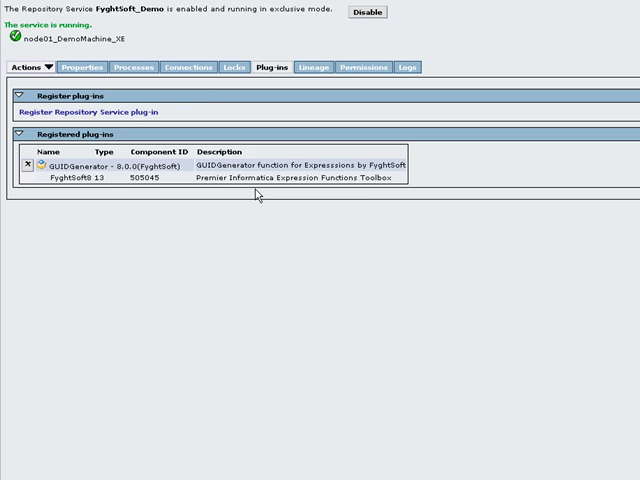 The Repository Service FyghtSoft_Demo is enabled and running in exclusive mode. Disable
The service is running.
node01_DemoMachine_XE
Actions Properties Processes Connections Locks Plug-ins Lineage Permissions Logs
Register plug-ins
Register Repository Service plug-in
Registered plug-ins
Name Type Component ID Description
GUIDGenerator - 8.0.0(FyghtSoft) GUIDGenerator function for Expresssions by FyghtSoft
FyghtSoft8 13 505045 Premier Informatica Expression Functions Toolbox